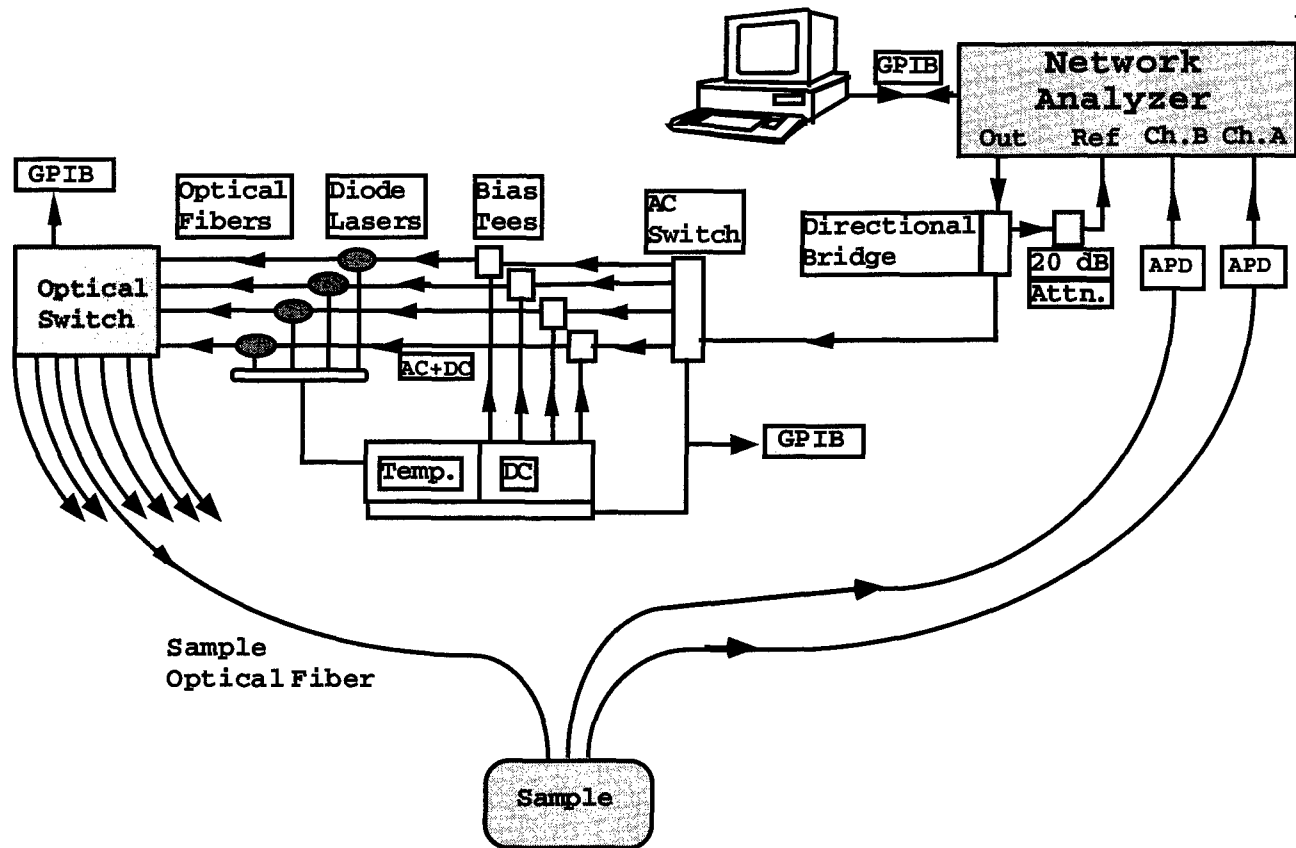 GPIB
Network
Analyzer
Out Ref Ch.B Ch.A
GPIB
Optical
Fibers
Diode
Lasers
Bias
Tees
AC
Switch
Directional
Bridge
20 dB
Attn.
APD
APD
Optical
Switch
AC+DC
GPIB
Temp.
DC
Sample
Optical Fiber
Sample